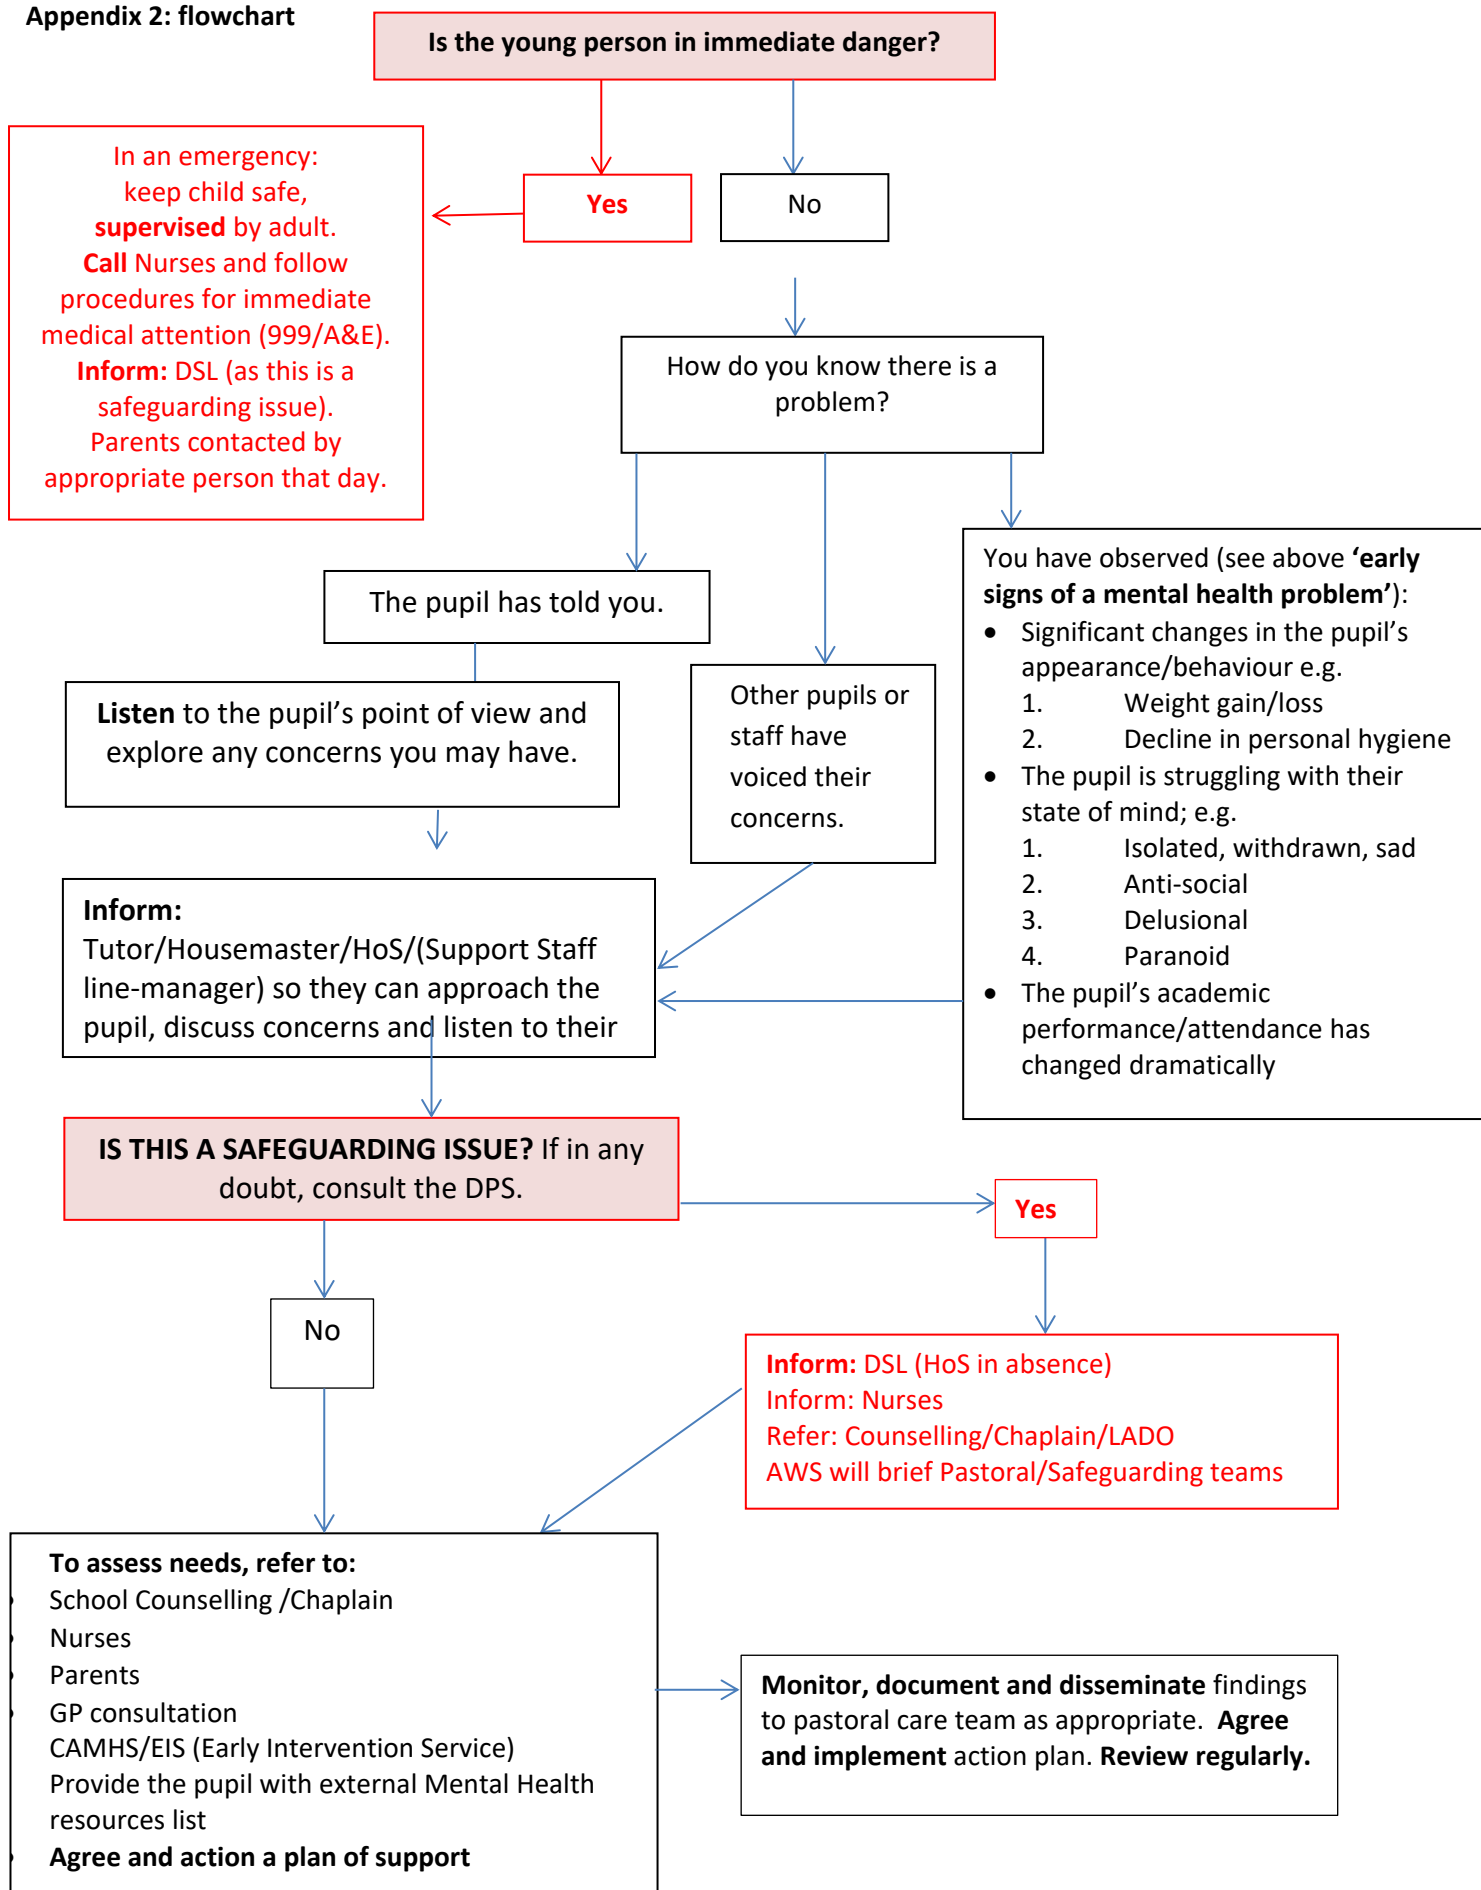 Appendix 2: flowchart
Is the young person in immediate danger?
In an emergency:
keep child safe,
supervised by adult.
Call Nurses and follow
procedures for immediate
medical attention (999/A&E).
Inform: DSL (as this is a
safeguarding issue).
Parents contacted by
appropriate person that day.
Yes
No
How do you know there is a
problem?
The pupil has told you.
Listen to the pupil's point of view and
explore any concerns you may have.
Other pupils or
staff have
voiced their
concerns.
You have observed (see above ‘early
signs of a mental health problem’):
• Significant changes in the pupil’s
appearance/behaviour e.g.
1. Weight gain/loss
2. Decline in personal hygiene
• The pupil is struggling with their
state of mind; e.g.
1. Isolated, withdrawn, sad
2. Anti-social
3. Delusional
4. Paranoid
• The pupil’s academic
performance/attendance has
changed dramatically
Inform:
Tutor/Housemaster/HoS/(Support Staff
line-manager) so they can approach the
pupil, discuss concerns and listen to their
IS THIS A SAFEGUARDING ISSUE? If in any
doubt, consult the DPS.
Yes
No
Inform: DSL (HoS in absence)
Inform: Nurses
Refer: Counselling/Chaplain/LADO
AWS will brief Pastoral/Safeguarding teams
To assess needs, refer to:
• School Counselling /Chaplain
• Nurses
• Parents
• GP consultation
CAMHS/EIS (Early Intervention Service)
Provide the pupil with external Mental Health
resources list
• Agree and action a plan of support
Monitor, document and disseminate findings
to pastoral care team as appropriate. Agree
and implement action plan. Review regularly.